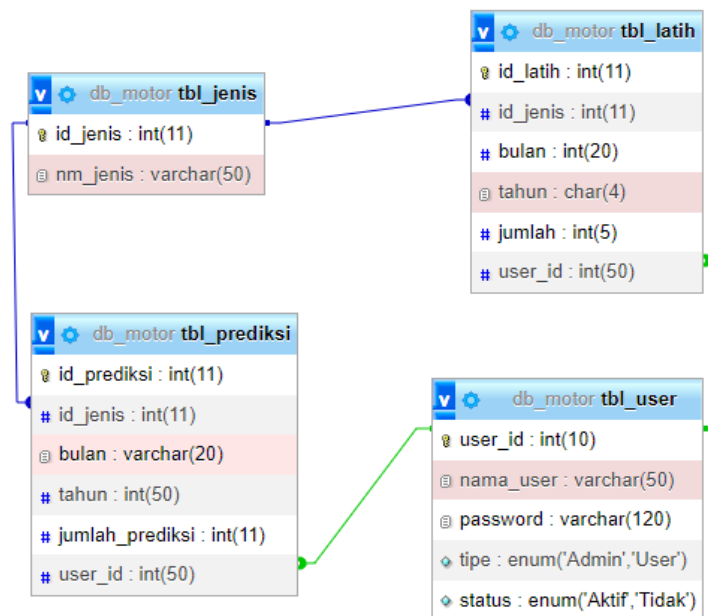 db_motor tbl_jenis
id_jenis : int(11)
nm_jenis : varchar(50)
db_motor tbl_latih
id_latih : int(11)
id_jenis : int(11)
bulan : int(20)
tahun : char(4)
jumlah : int(5)
user_id : int(50)
db_motor tbl_prediksi
id_prediksi : int(11)
id_jenis : int(11)
bulan : varchar(20)
tahun : int(50)
jumlah_prediksi : int(11)
user_id : int(50)
db_motor tbl_user
user_id : int(10)
nama_user : varchar(50)
password : varchar(120)
tipe : enum('Admin','User')
status : enum('Aktif','Tidak')